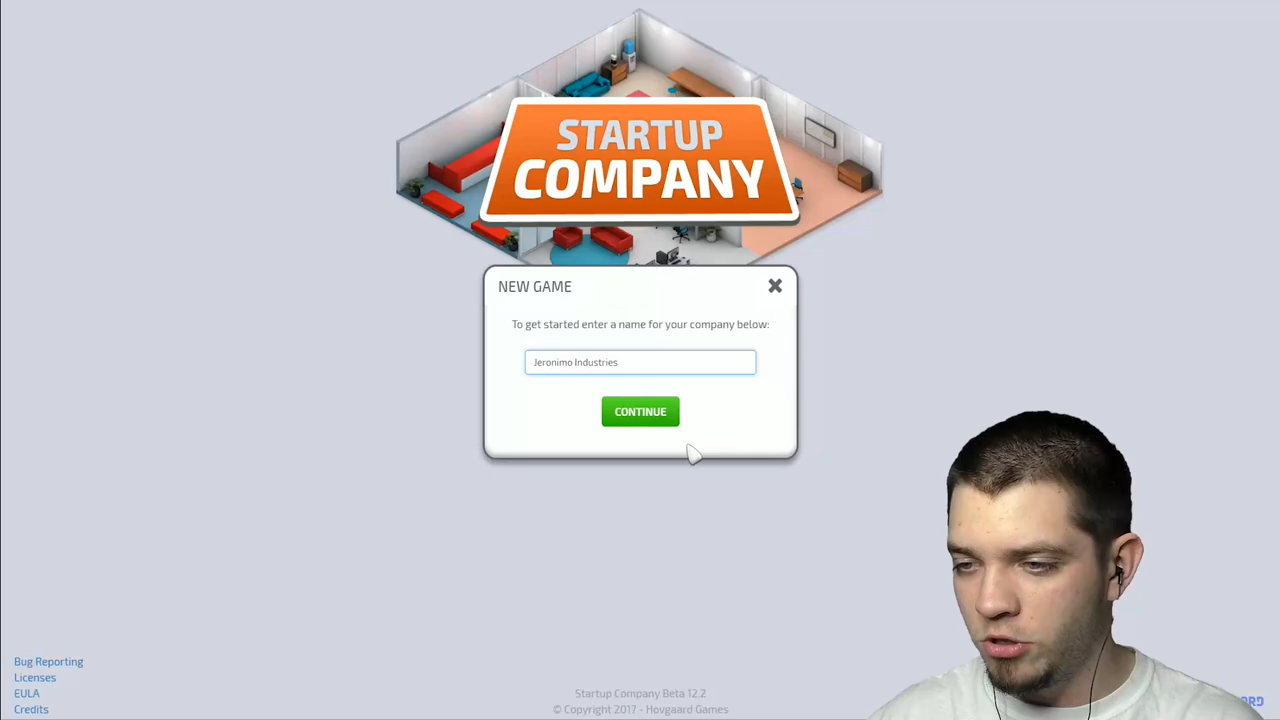 STARTUP
COMPANY
NEW GAME
To get started enter a name for your company below:
Jeronimo Industries
CONTINUE
Bug Reporting
Licenses
EULA
Credits
Startup Company Beta 12.2
© Copyright 2017 - Hovgaard Games